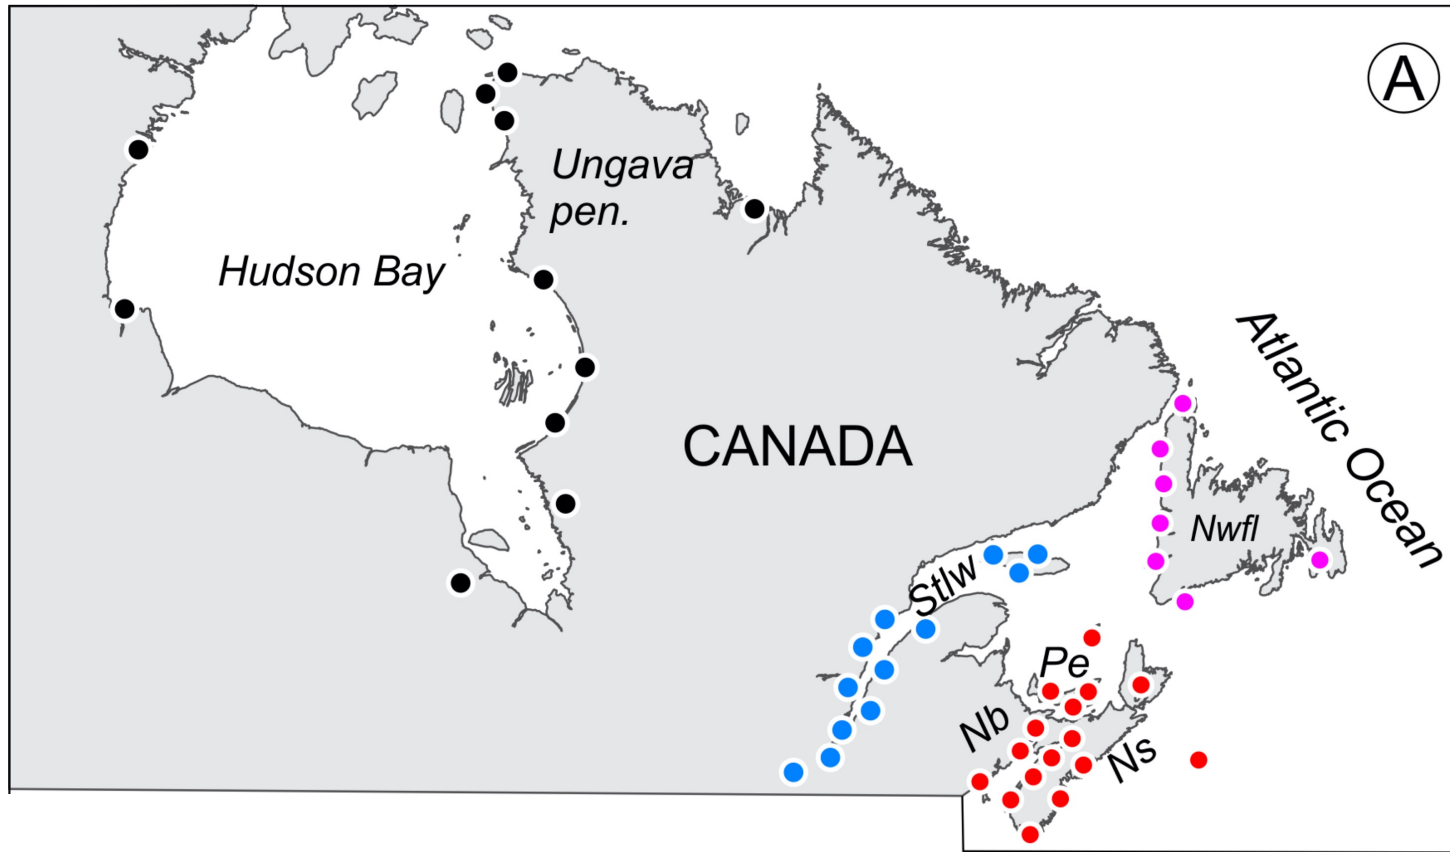 A
Ungava
pen.
Hudson Bay
Atlantic Ocean
CANADA
Nwfl
Stlw
Pe
Nb
Ns